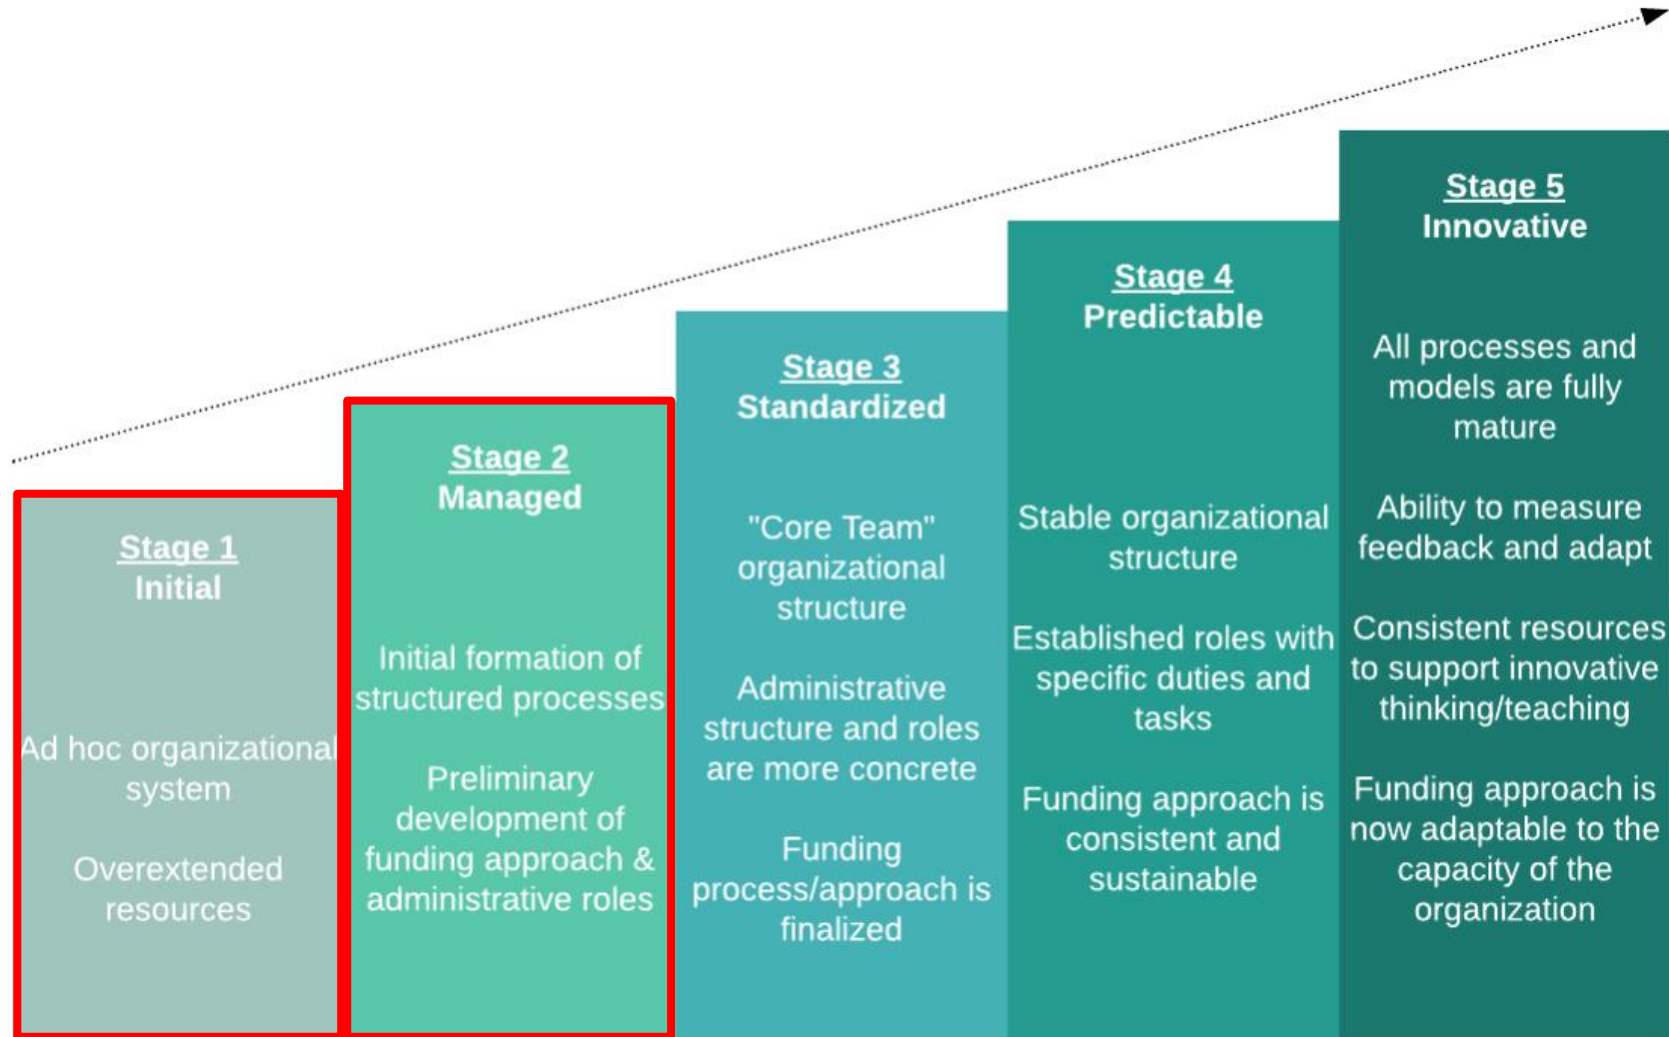 Stage 1
Initial
Ad hoc organizational
system
Overextended
resources
Stage 2
Managed
Initial formation of
structured processes
Preliminary
development of
funding approach &
administrative roles
Stage 3
Standardized
"Core Team"
organizational
structure
Administrative
structure and roles
are more concrete
Funding
process/approach is
finalized
Stage 4
Predictable
Stable organizational
structure
Established roles with
specific duties and
tasks
Funding approach is
consistent and
sustainable
Stage 5
Innovative
All processes and
models are fully
mature
Ability to measure
feedback and adapt
Consistent resources
to support innovative
thinking/teaching
Funding approach is
now adaptable to the
capacity of the
organization